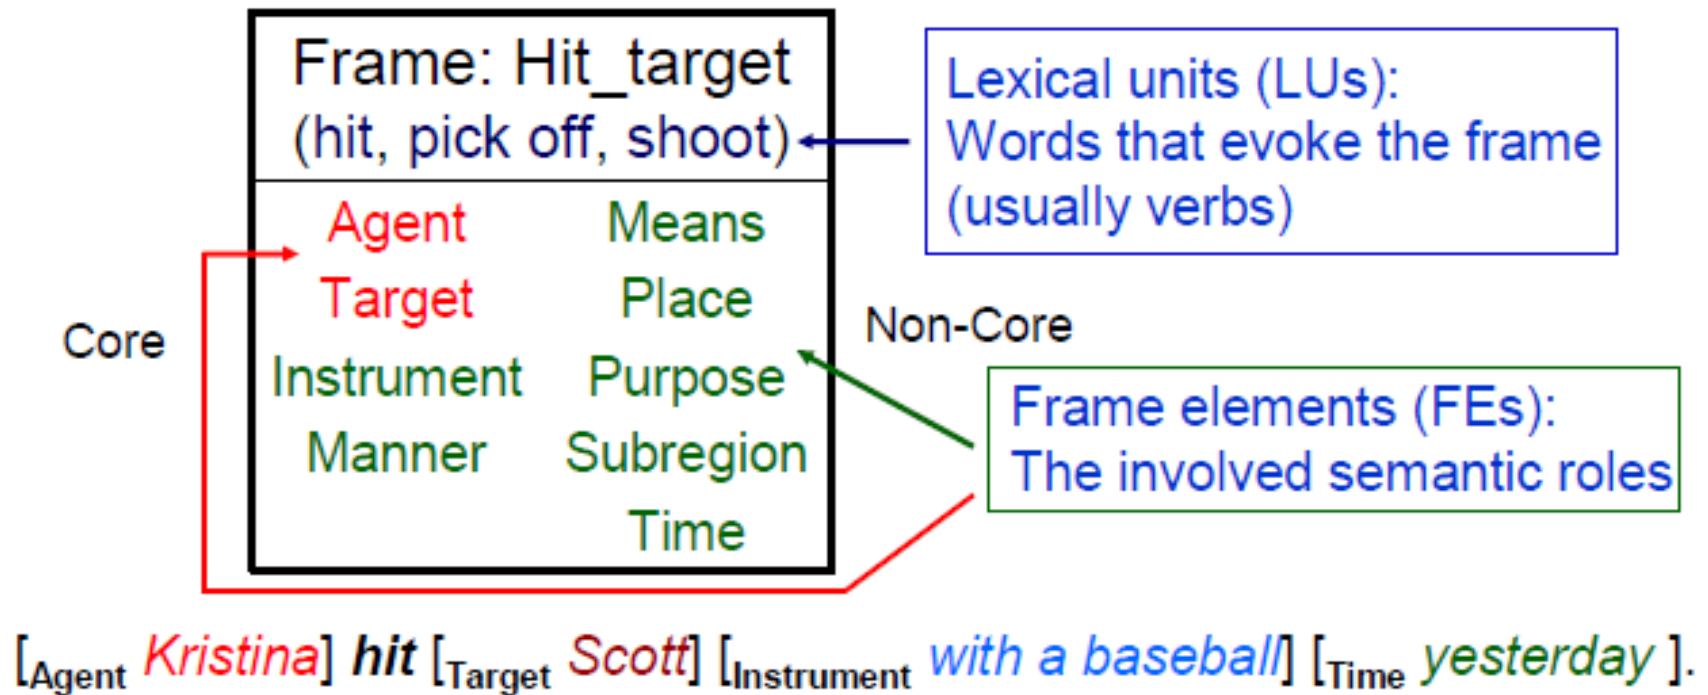 Frame: Hit_target
(hit, pick off, shoot)
Lexical units (LUs):
Words that evoke the frame
(usually verbs)
Agent Means
Target Place
Core
Non-Core
Instrument Purpose
Manner Subregion
Time
Frame elements (FEs):
The involved semantic roles
[Agent Kristina] hit [Target Scott] [Instrument with a baseball] [Time yesterday ].